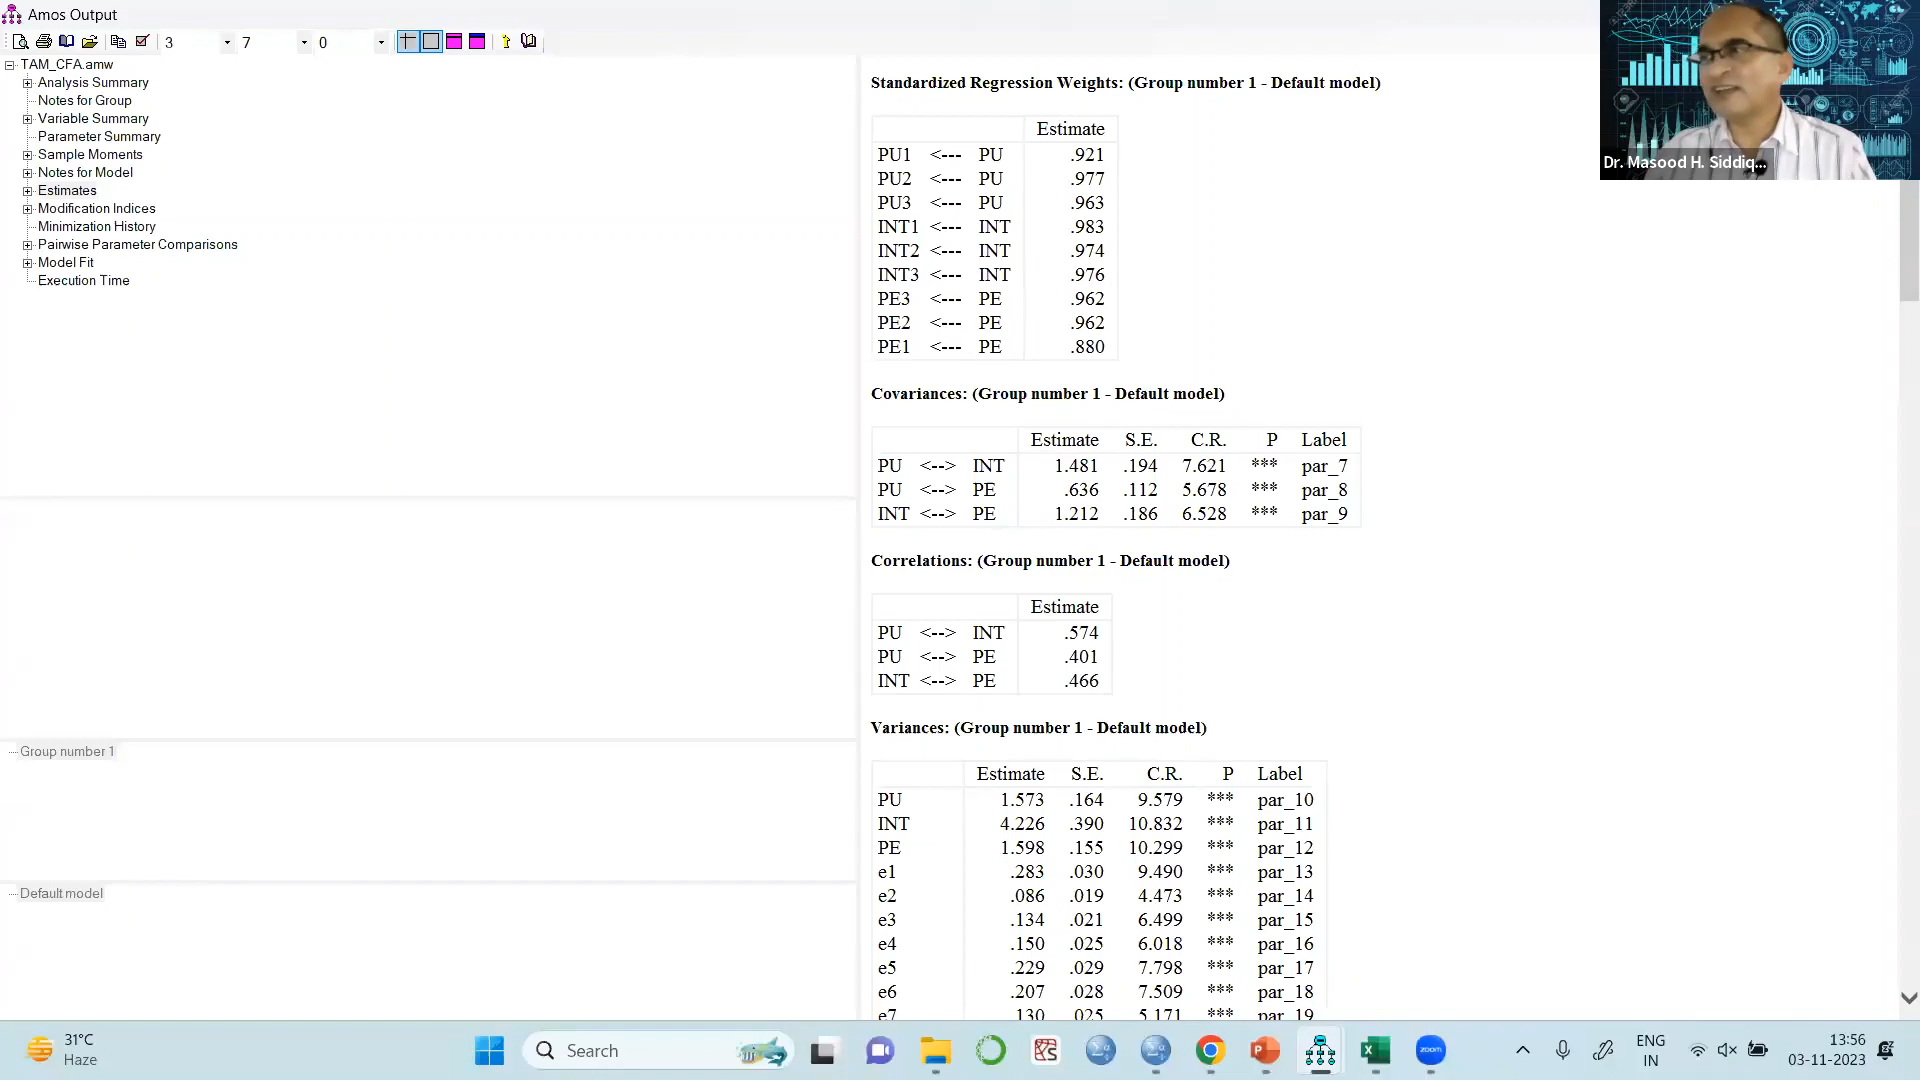 Amos Output
3 7 0
TAM_CFA.amw
Analysis Summary
Notes for Group
Variable Summary
Parameter Summary
Sample Moments
Notes for Model
Estimates
Modification Indices
Minimization History
Pairwise Parameter Comparisons
Model Fit
Execution Time
Group number 1
Default model
Standardized Regression Weights: (Group number 1 - Default model)
Estimate
PU1 <--- PU .921
PU2 <--- PU .977
PU3 <--- PU .963
INT1 <--- INT .983
INT2 <--- INT .974
INT3 <--- INT .976
PE3 <--- PE .962
PE2 <--- PE .962
PE1 <--- PE .880
Covariances: (Group number 1 - Default model)
Estimate S.E. C.R. P Label
PU <--> INT 1.481 .194 7.621 *** par_7
PU <--> PE .636 .112 5.678 *** par_8
INT <--> PE 1.212 .186 6.528 *** par_9
Correlations: (Group number 1 - Default model)
Estimate
PU <--> INT .574
PU <--> PE .401
INT <--> PE .466
Variances: (Group number 1 - Default model)
Estimate S.E. C.R. P Label
PU 1.573 .164 9.579 *** par_10
INT 4.226 .390 10.832 *** par_11
PE 1.598 .155 10.299 *** par_12
e1 .283 .030 9.490 *** par_13
e2 .086 .019 4.473 *** par_14
e3 .134 .021 6.499 *** par_15
e4 .150 .025 6.018 *** par_16
e5 .229 .029 7.798 *** par_17
e6 .207 .028 7.509 *** par_18
e7 .130 .025 5.171 *** par_19
Dr. Masood H. Siddiq...
31°C
Haze
Search
zoom
ENG
IN
13:56
03-11-2023